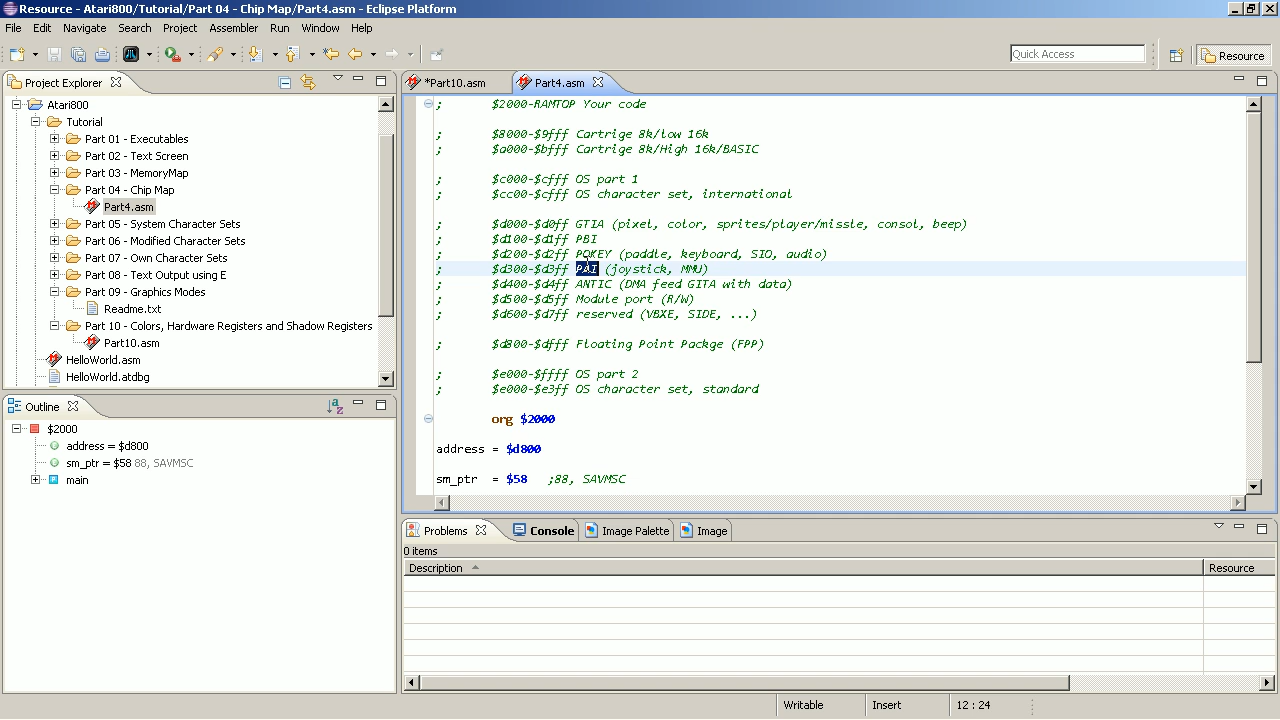 Resource - Atari800/Tutorial/Part 04 - Chip Map/Part4.asm - Eclipse Platform
File Edit Navigate Search Project Assembler Run Window Help
Quick Access
Resource
Project Explorer
Atari800
Tutorial
Part 01 - Executables
Part 02 - Text Screen
Part 03 - MemoryMap
Part 04 - Chip Map
Part4.asm
Part 05 - System Character Sets
Part 06 - Modified Character Sets
Part 07 - Own Character Sets
Part 08 - Text Output using E
Part 09 - Graphics Modes
Readme.txt
Part 10 - Colors, Hardware Registers and Shadow Registers
Part10.asm
HelloWorld.asm
HelloWorld.atdbg
Outline
$2000
address = $d800
sm_ptr = $58 88, SAVMSC
main
*Part10.asm
Part4.asm
; $2000-RAMTOP Your code
; $8000-$9fff Cartrige 8k/low 16k
; $a000-$bfff Cartrige 8k/High 16k/BASIC
; $c000-$cfff OS part 1
; $cc00-$cfff OS character set, international
; $d000-$d0ff GTIA (pixel, color, sprites/player/missle, consol, beep)
; $d100-$d1ff PBI
; $d200-$d2ff POKEY (paddle, keyboard, SIO, audio)
; $d300-$d3ff PAI (joystick, MMU)
; $d400-$d4ff ANTIC (DMA feed GITA with data)
; $d500-$d5ff Module port (R/W)
; $d600-$d7ff reserved (VBXE, SIDE, ...)
; $d800-$dfff Floating Point Packge (FPP)
; $e000-$ffff OS part 2
; $e000-$e3ff OS character set, standard
org $2000
address = $d800
sm_ptr = $58 ;88, SAVMSC
Problems
Console
Image Palette
Image
0 items
Description Resource
Writable Insert 12 : 24